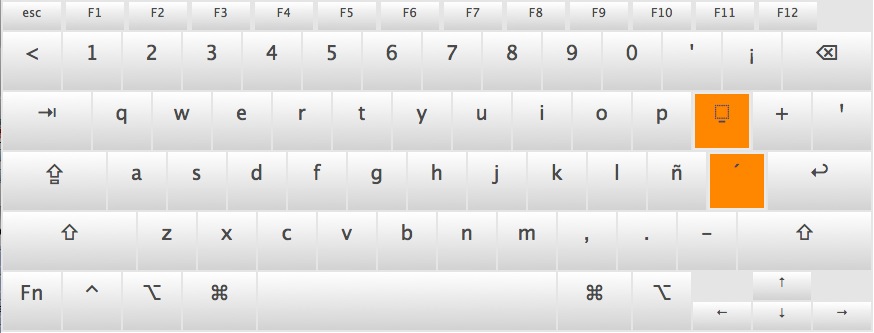 esc F1 F2 F3 F4 F5 F6 F7 F8 F9 F10 F11 F12
< 1 2 3 4 5 6 7 8 9 0 ' ¡ ⌫
⇥ q w e r t y u i o p ̱ + '
⇪ a s d f g h j k l ñ ´ ↩
⇧ z x c v b n m , . - ⇧
Fn ^ ⌥ ⌘ ⌘ ⌥ ↑
← ↓ →